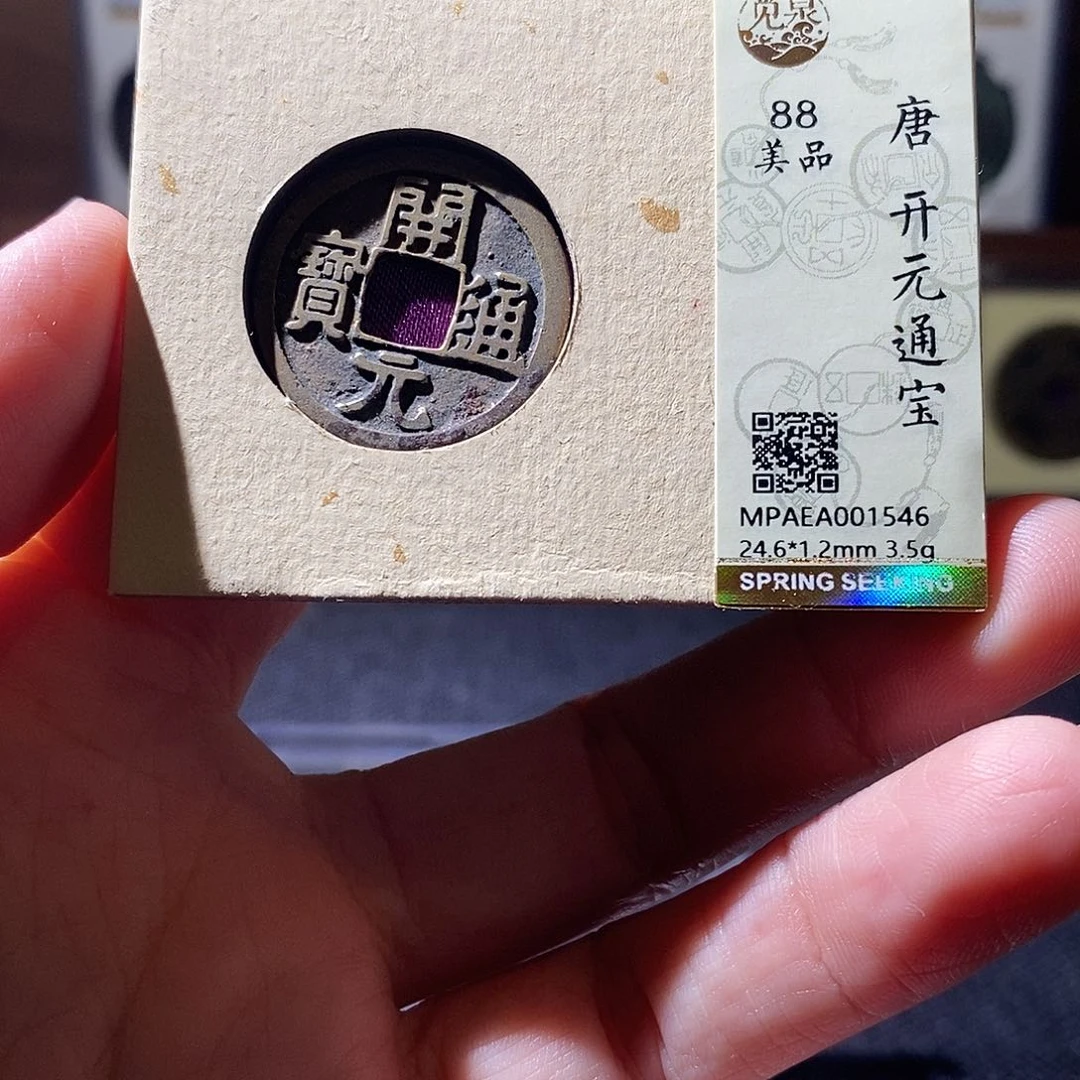 開
通
元
寶
覓泉
88
美品
唐 开元通宝
MPAEA001546
24.6*1.2mm 3.5g
SPRING SEEKING